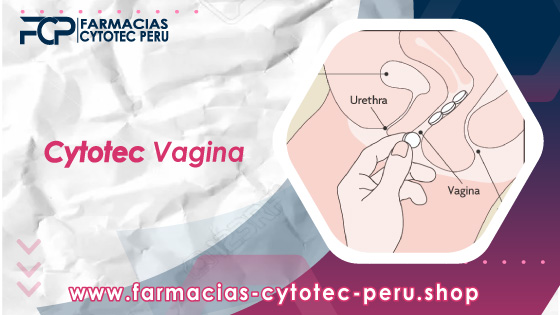 FCP FARMACIAS
CYTOTEC PERU
Urethra
Cytotec Vagina
Vagina
www.farmacias-cytotec-peru.shop